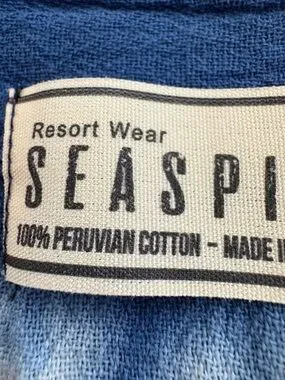 Resort Wear
SEASPI
100% PERUVIAN COTTON - MADE I